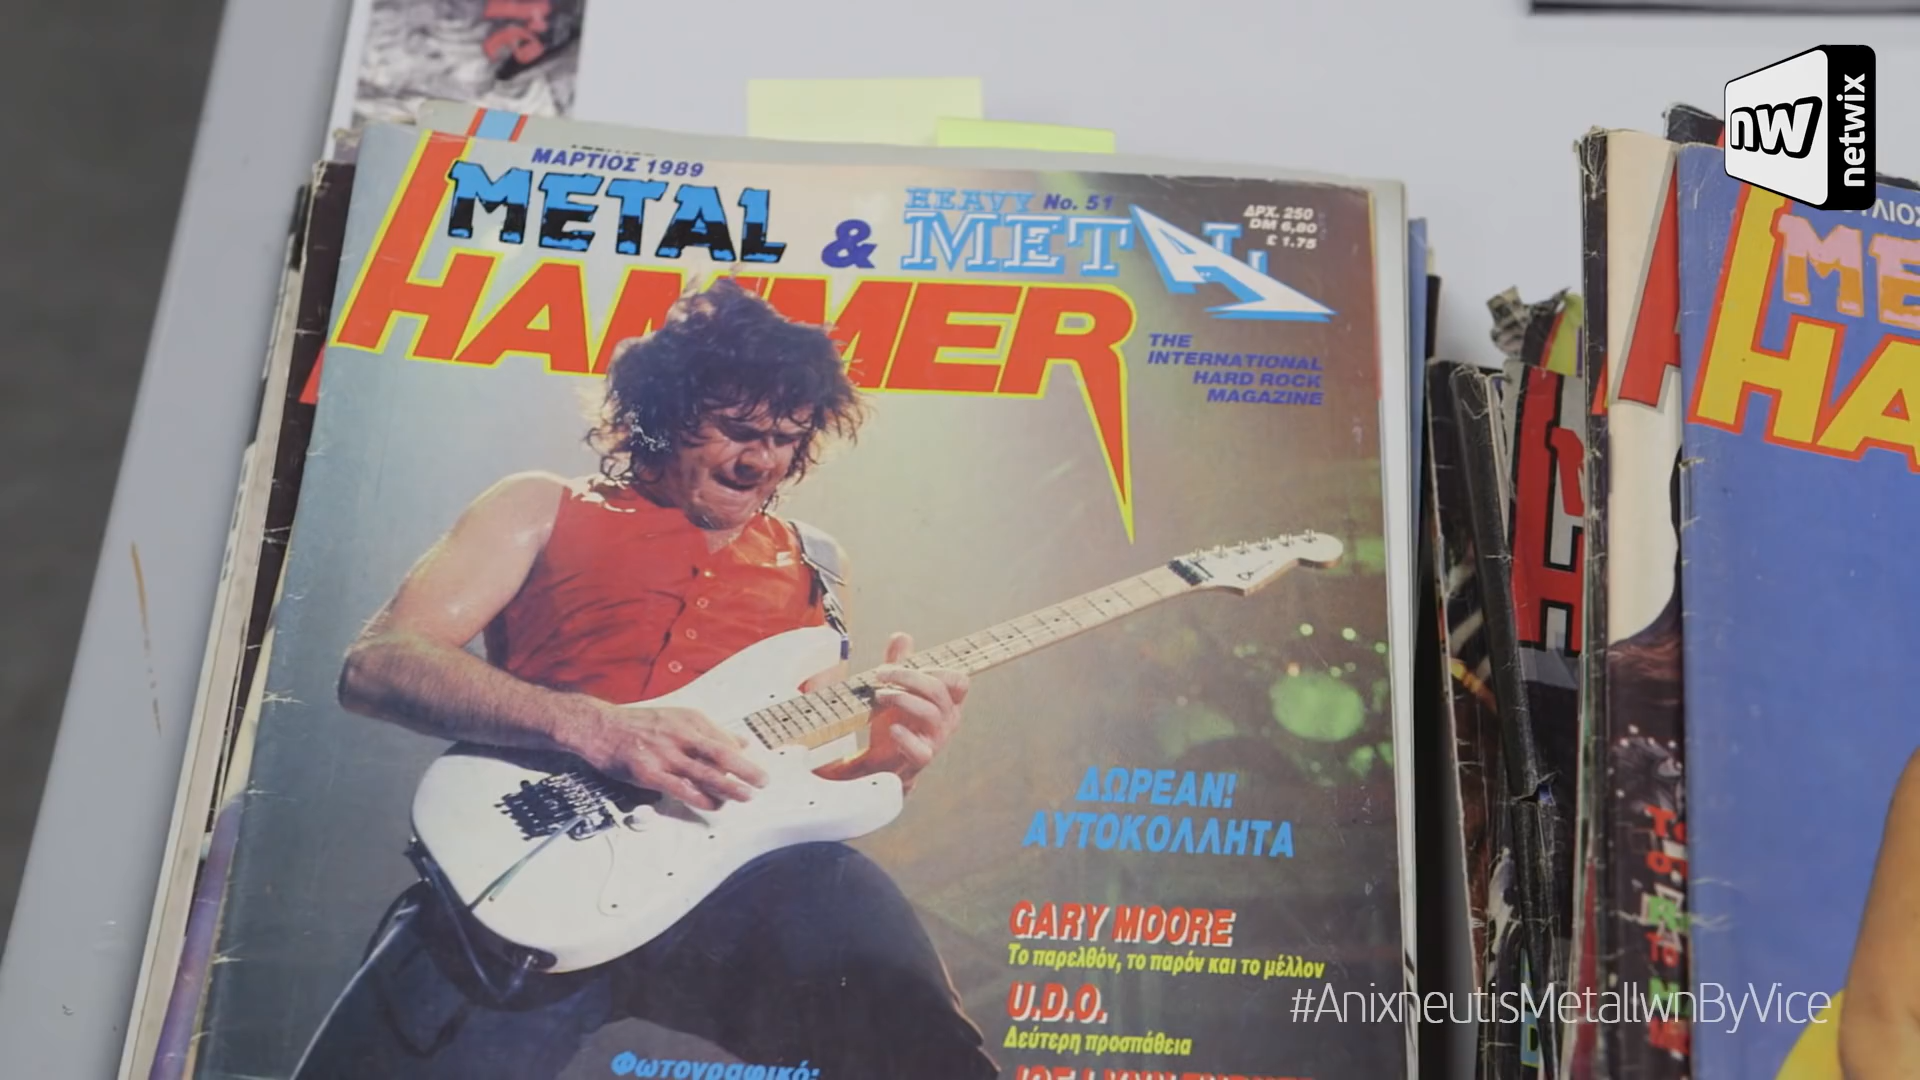 ΜΑΡΤΙΟΣ 1989
METAL
&
HEAVY No. 51
METAL
ΔΡΧ. 250
DM 6,80
£ 1.75
HAMMER
THE
INTERNATIONAL
HARD ROCK
MAGAZINE
ΔΩΡΕΑΝ!
ΑΥΤΟΚΟΛΛΗΤΑ
GARY MOORE
Το παρελθόν, το παρόν και το μέλλον
U.D.O.
Δεύτερη προσπάθεια
Φωτογραφικό:
nw netwix
#AnixneutisMetallwnByVice